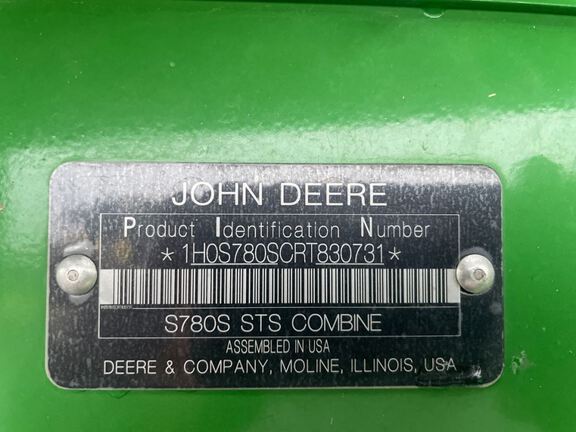 JOHN DEERE
Product Identification Number
*1H0S780SCRT830731*
S780S STS COMBINE
ASSEMBLED IN USA
DEERE & COMPANY, MOLINE, ILLINOIS, USA